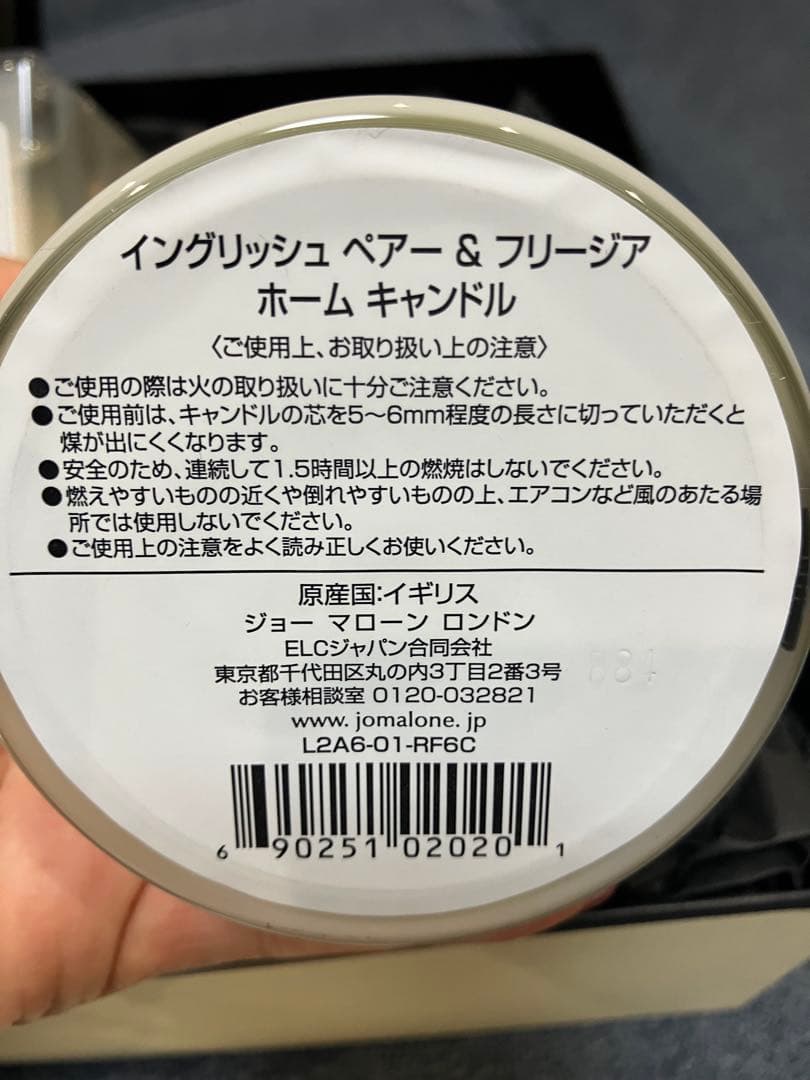 イングリッシュ ペアー & フリージア
ホーム キャンドル
〈ご使用上、お取り扱い上の注意〉
●ご使用の際は火の取り扱いに十分ご注意ください。
●ご使用前は、キャンドルの芯を5～6mm程度の長さに切っていただくと
煤が出にくくなります。
●安全のため、連続して1.5時間以上の燃焼はしないでください。
●燃えやすいものの近くや倒れやすいものの上、エアコンなど風のあたる場
所では使用しないでください。
●ご使用上の注意をよく読み正しくお使いください。
原産国:イギリス
ジョー マローン ロンドン
ELCジャパン合同会社
東京都千代田区丸の内3丁目2番3号
お客様相談室 0120-032821
www. jomalone. jp
L2A6-01-RF6C
6 90251 02020 1